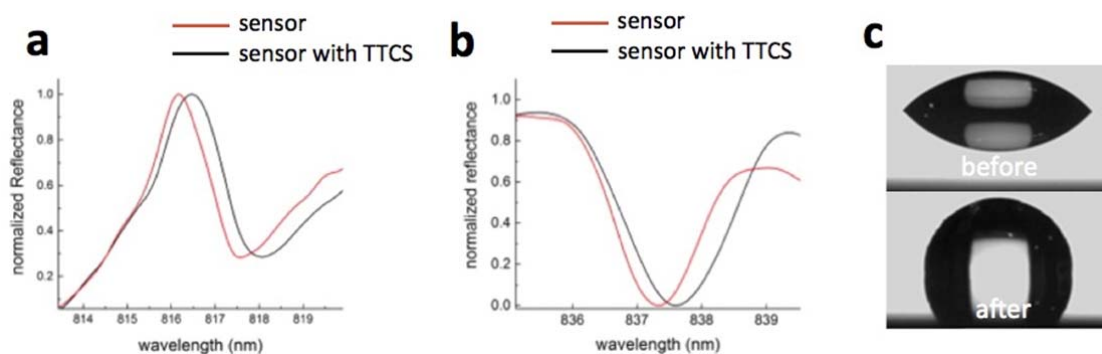 a
sensor
sensor with TTCS
normalized Reflectance
1.0
0.8
0.6
0.4
0.2
814 815 816 817 818 819
wavelength (nm)
b
sensor
sensor with TTCS
normalized reflectance
1.0
0.8
0.6
0.4
0.2
0.0
836 837 838 839
wavelength (nm)
c
before
after